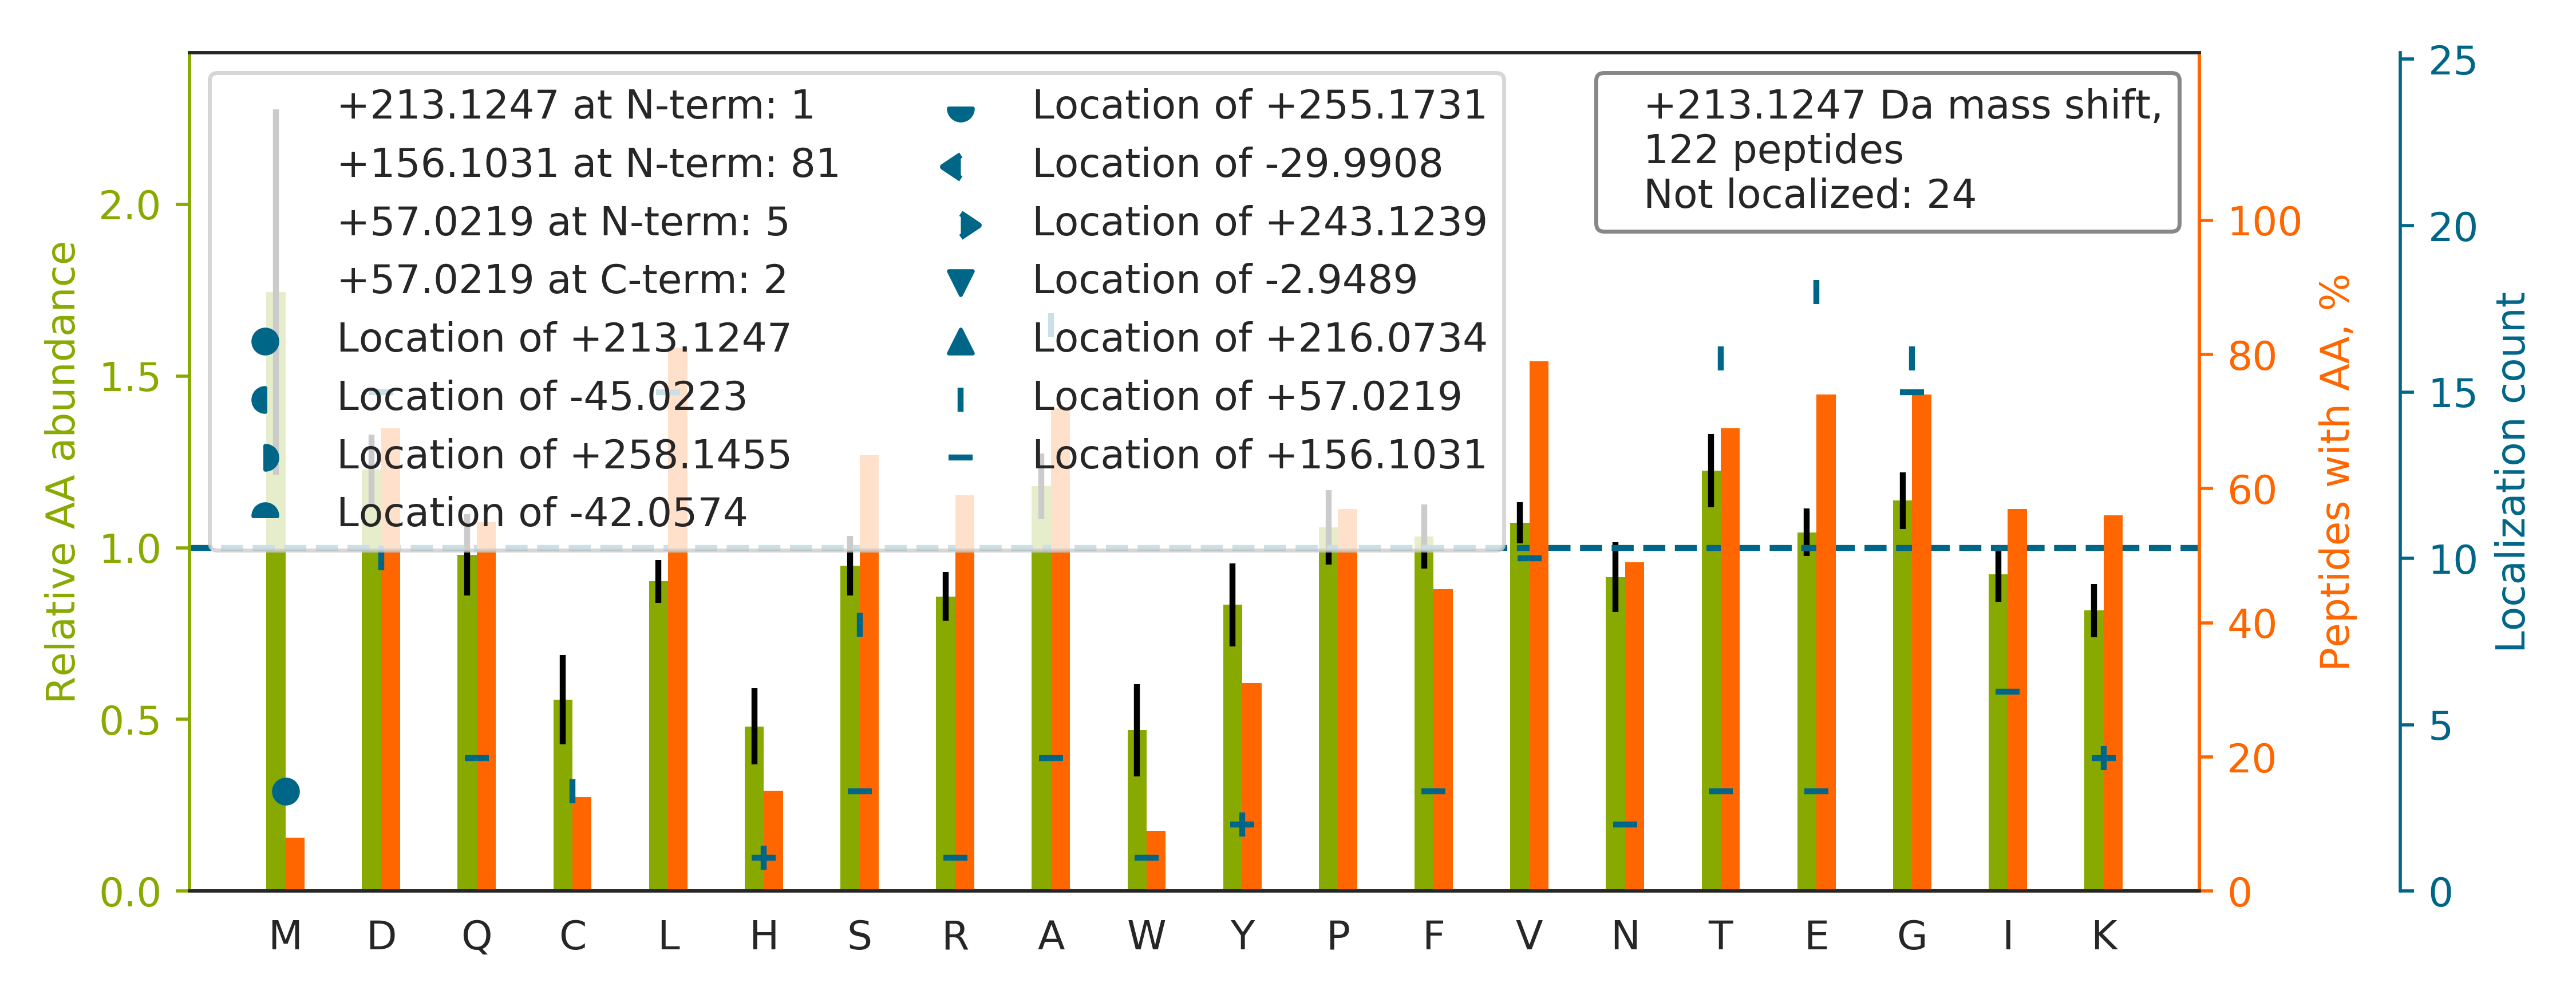 +213.1247 at N-term: 1
+156.1031 at N-term: 81
+57.0219 at N-term: 5
+57.0219 at C-term: 2
Location of +213.1247
Location of -45.0223
Location of +258.1455
Location of -42.0574
Location of +255.1731
Location of -29.9908
Location of +243.1239
Location of -2.9489
Location of +216.0734
Location of +57.0219
Location of +156.1031
+213.1247 Da mass shift,
122 peptides
Not localized: 24
Relative AA abundance
2.0
1.5
1.0
0.5
0.0
M D Q C L H S R A W Y P F V N T E G I K
100
80
60
40
20
0
Peptides with AA, %
25
20
15
10
5
0
Localization count